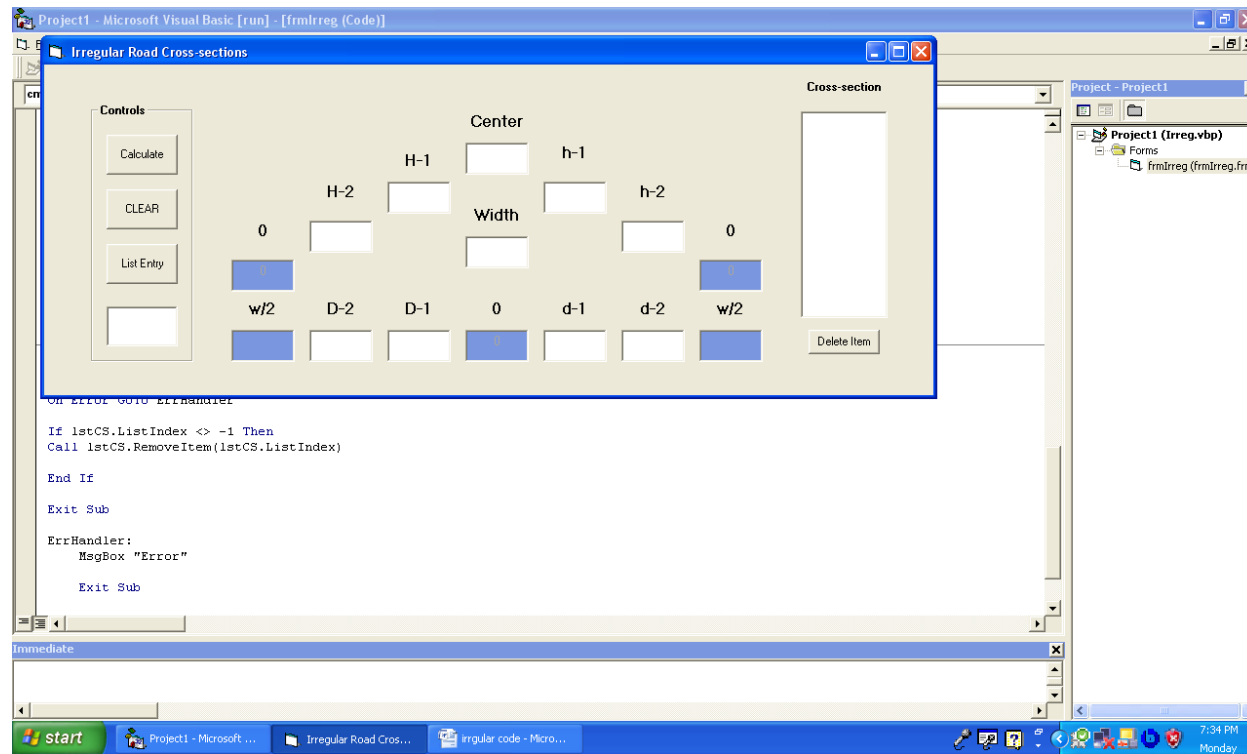 Project1 - Microsoft Visual Basic [run] - [frmIrreg (Code)]
Irregular Road Cross-sections
Cross-section
Project - Project1
Controls
Center
Calculate
H-1
h-1
Project1 (Irreg.vbp)
Forms
frmIrreg (frmIrreg.frm
H-2
h-2
CLEAR
Width
0
0
List Entry
0
0
w/2
D-2
D-1
0
d-1
d-2
w/2
0
Delete Item
On Error GoTo ErrHandler
If lstCS.ListIndex <> -1 Then
Call lstCS.RemoveItem(lstCS.ListIndex)
End If
Exit Sub
ErrHandler:
MsgBox "Error"
Exit Sub
Immediate
start
Project1 - Microsoft ...
Irregular Road Cros...
irrgular code - Micro...
7:34 PM
Monday